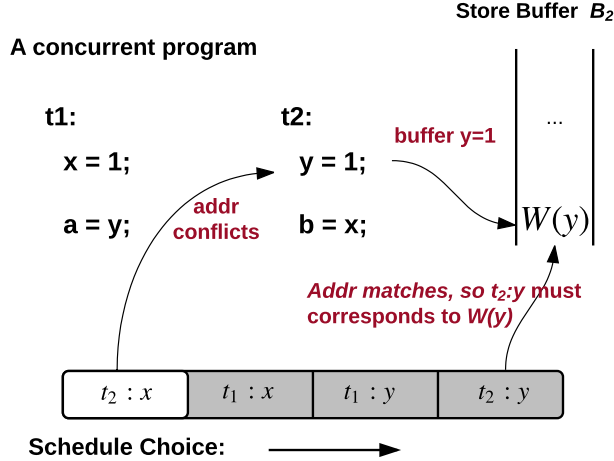 Store Buffer B₂
A concurrent program
t1:
x = 1;
a = y;
t2:
y = 1;
b = x;
buffer y=1
...
W(y)
addr
conflicts
Addr matches, so t₂:y must
corresponds to W(y)
t₂ : x
t₁ : x
t₁ : y
t₂ : y
Schedule Choice: